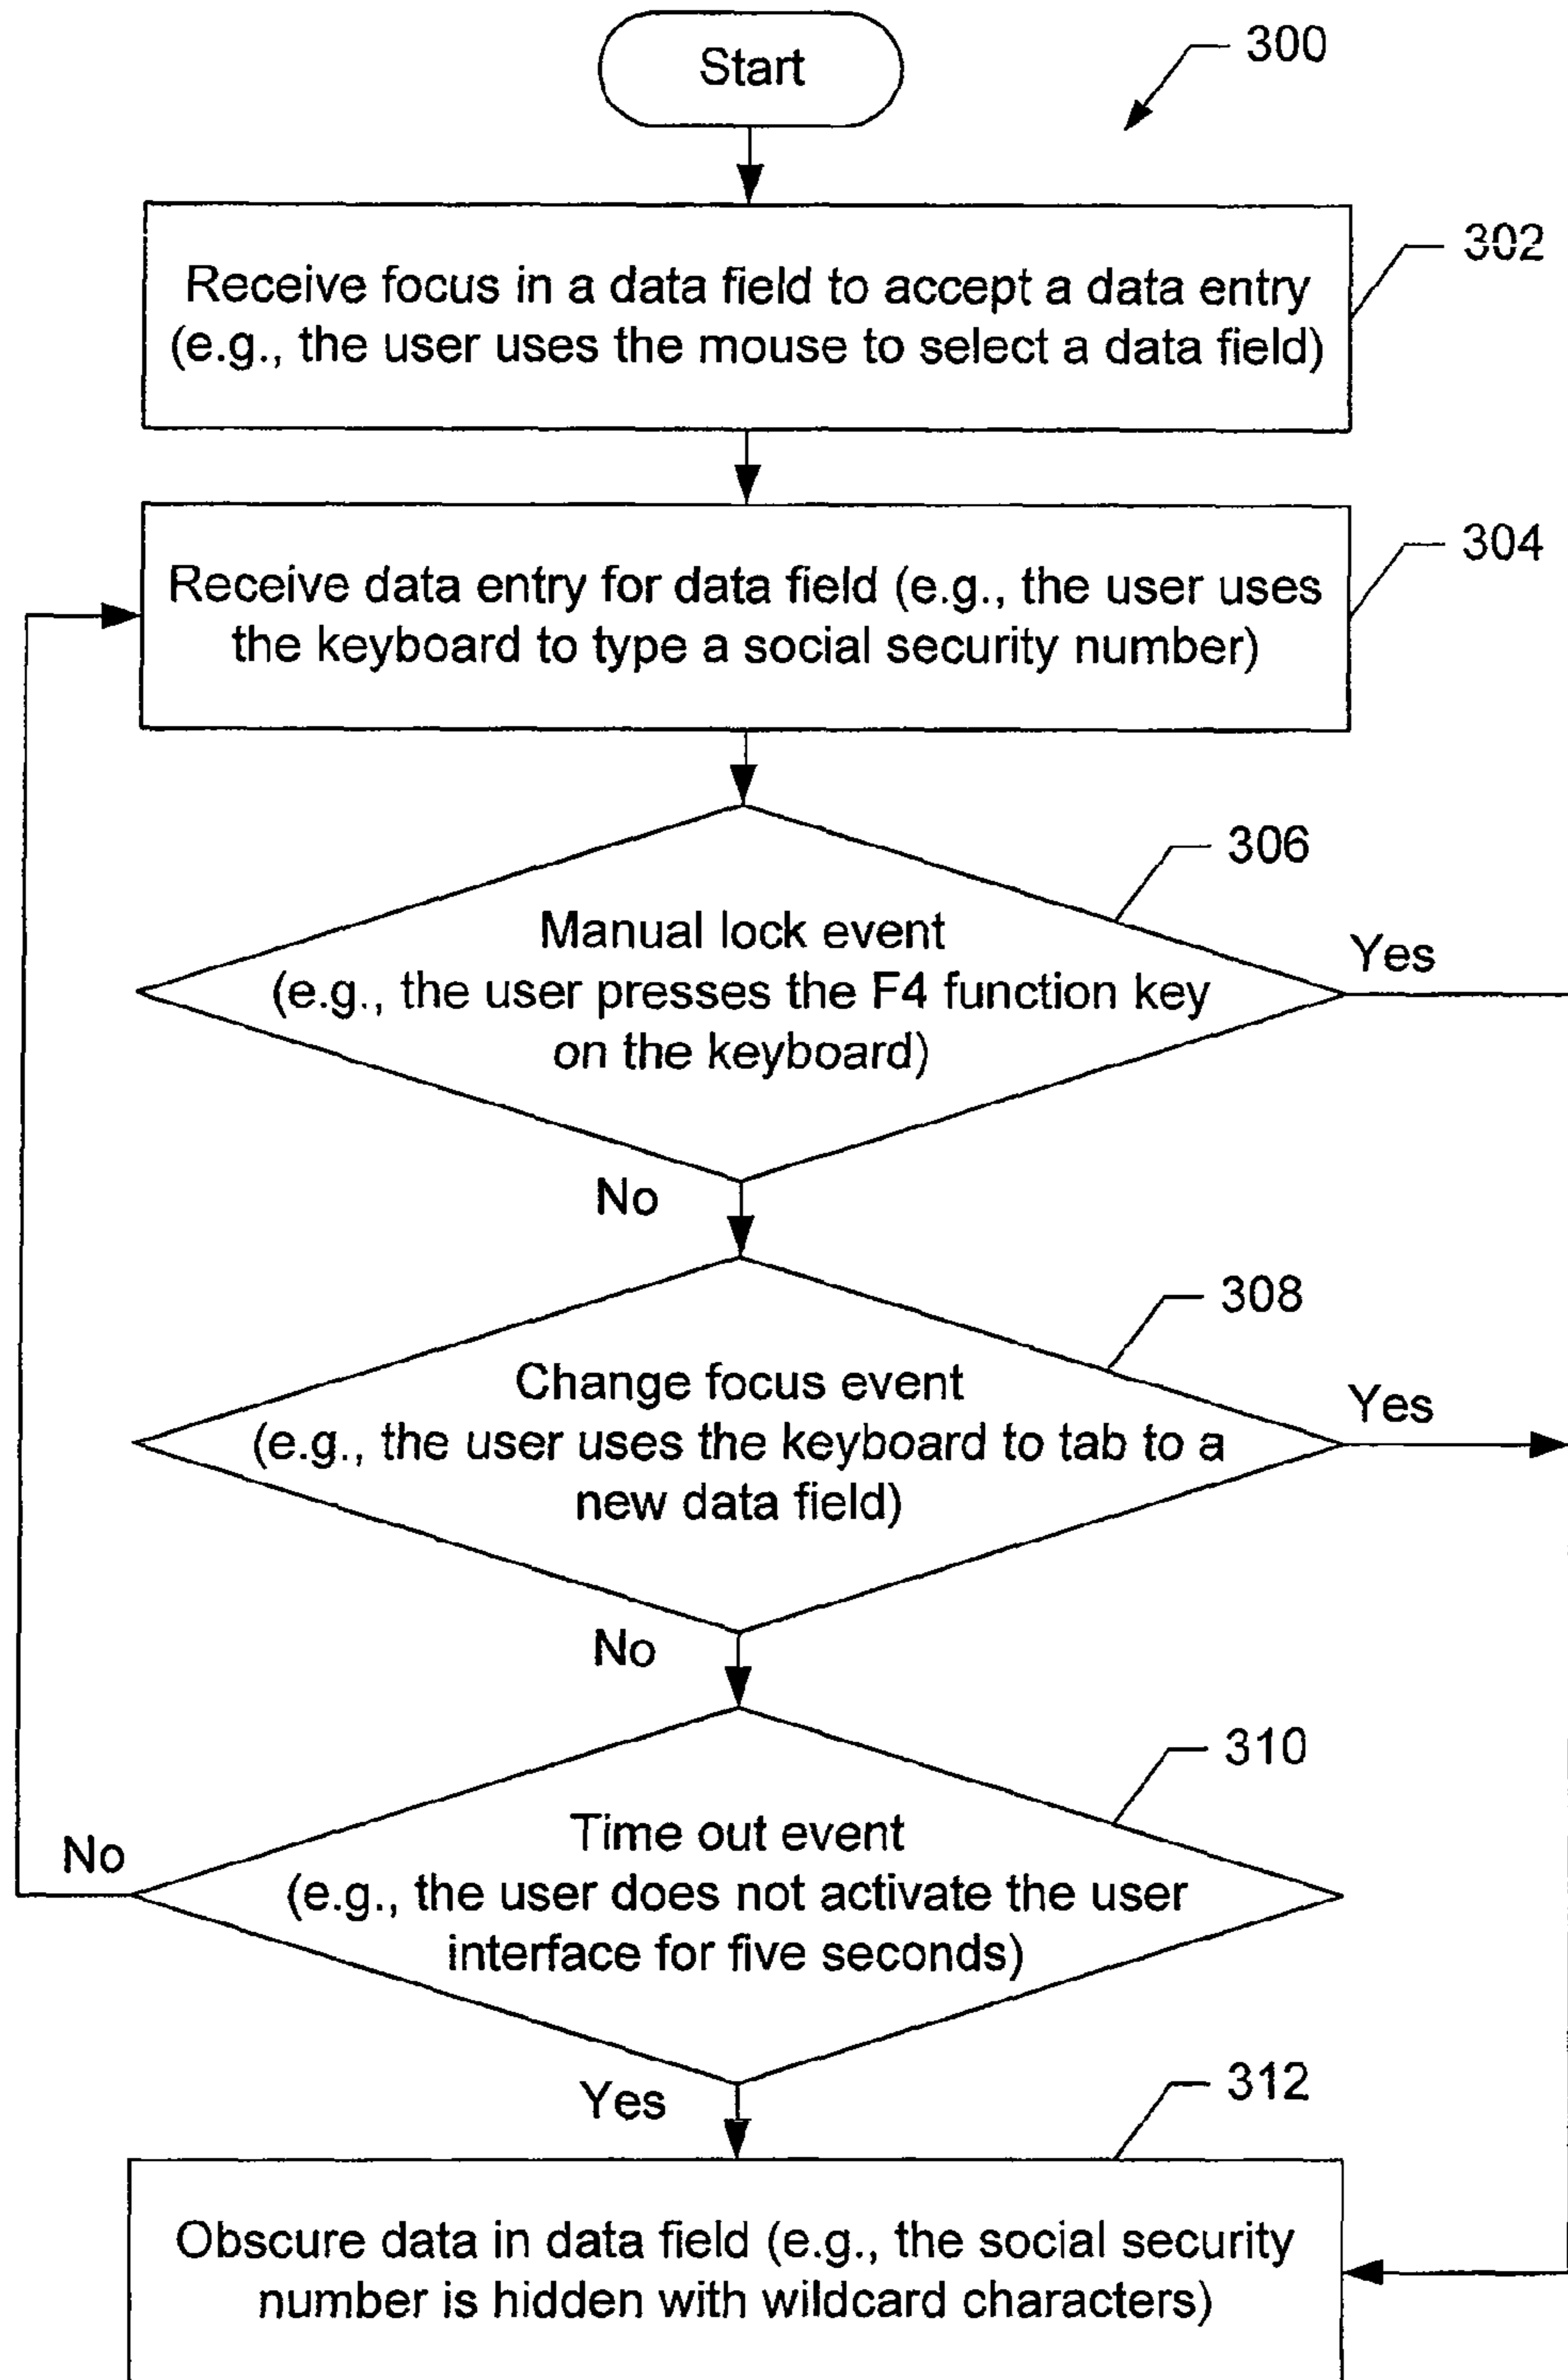 Start
300
Receive focus in a data field to accept a data entry
(e.g., the user uses the mouse to select a data field)
302
Receive data entry for data field (e.g., the user uses
the keyboard to type a social security number)
304
306
Manual lock event
(e.g., the user presses the F4 function key
on the keyboard)
Yes
No
308
Change focus event
(e.g., the user uses the keyboard to tab to a
new data field)
Yes
No
310
Time out event
(e.g., the user does not activate the user
interface for five seconds)
No
Yes
312
Obscure data in data field (e.g., the social security
number is hidden with wildcard characters)